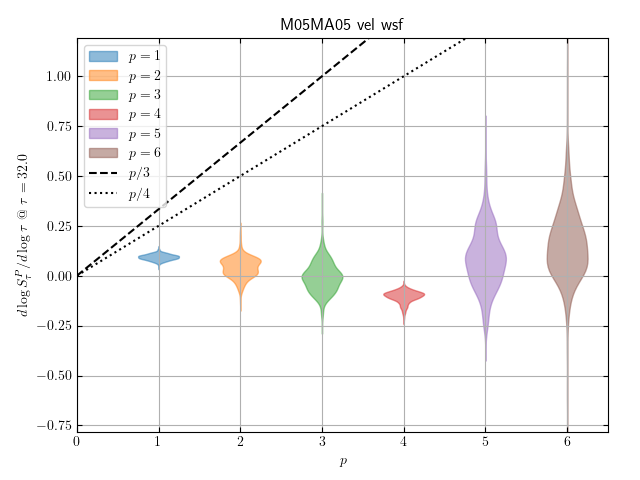 M05MA05 vel wsf
p = 1
p = 2
p = 3
p = 4
p = 5
p = 6
p/3
p/4
d log S_τ^P / d log τ @ τ = 32.0
1.00
0.75
0.50
0.25
0.00
−0.25
−0.50
−0.75
0 1 2 3 4 5 6
p